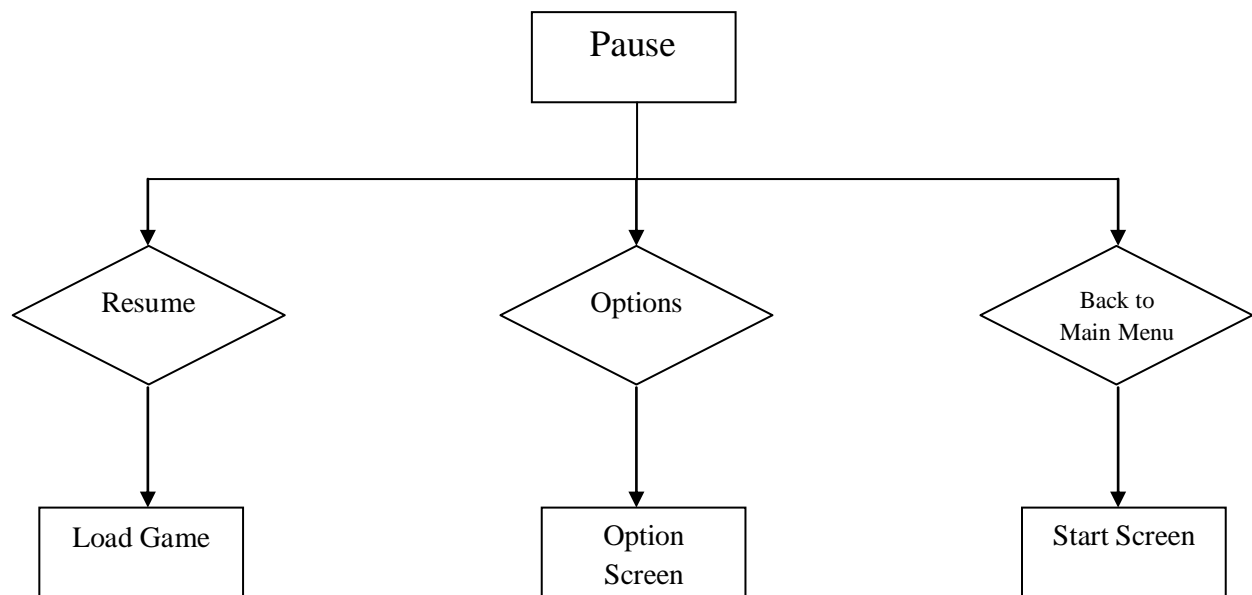 Pause
Resume
Options
Back to
Main Menu
Load Game
Option
Screen
Start Screen